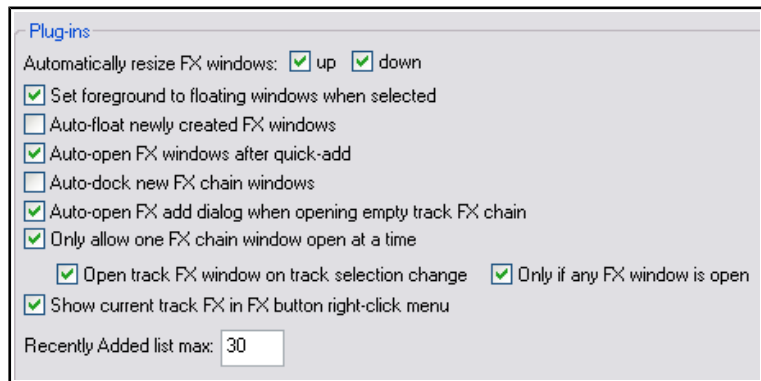 Plug-ins
Automatically resize FX windows: up down
Set foreground to floating windows when selected
Auto-float newly created FX windows
Auto-open FX windows after quick-add
Auto-dock new FX chain windows
Auto-open FX add dialog when opening empty track FX chain
Only allow one FX chain window open at a time
Open track FX window on track selection change Only if any FX window is open
Show current track FX in FX button right-click menu
Recently Added list max: 30